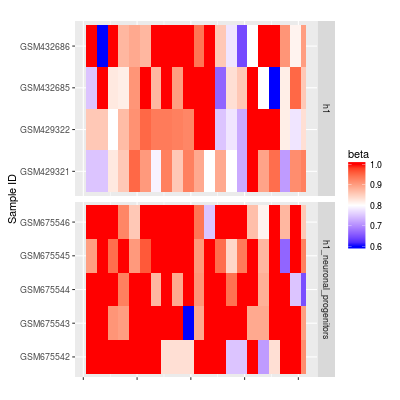 GSM432686
GSM432685
GSM429322
GSM429321
h1
GSM675546
GSM675545
GSM675544
GSM675543
GSM675542
h1_neuronal_progenitors
Sample ID
beta
1.0
0.9
0.8
0.7
0.6